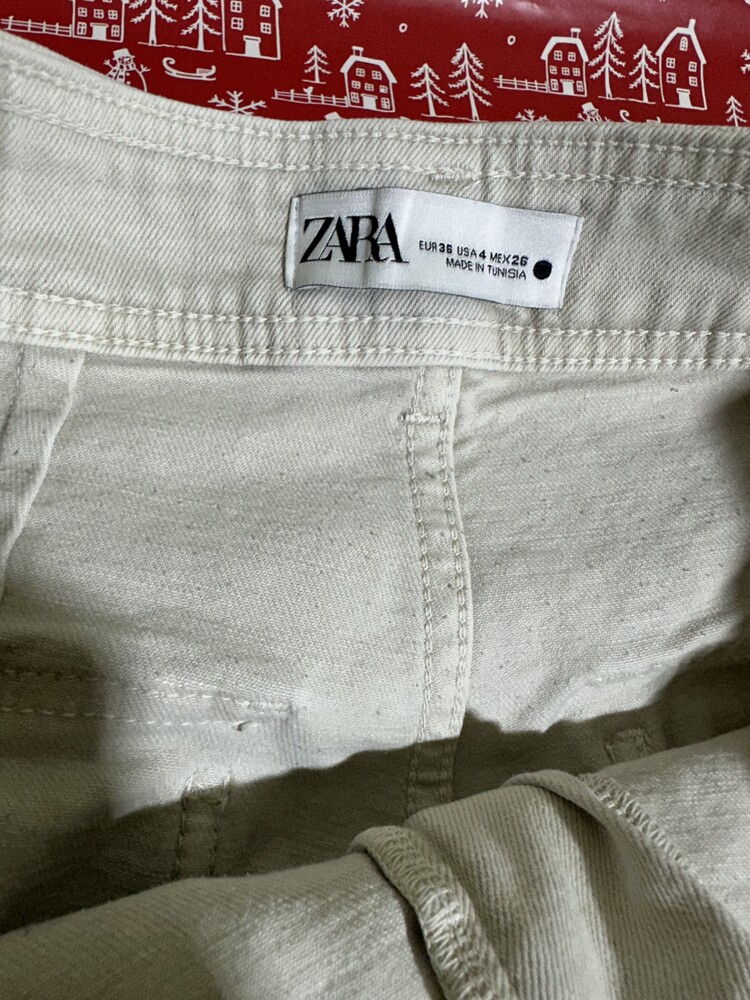 ZARA
EUR 36 USA 4 MEX 26
MADE IN TUNISIA